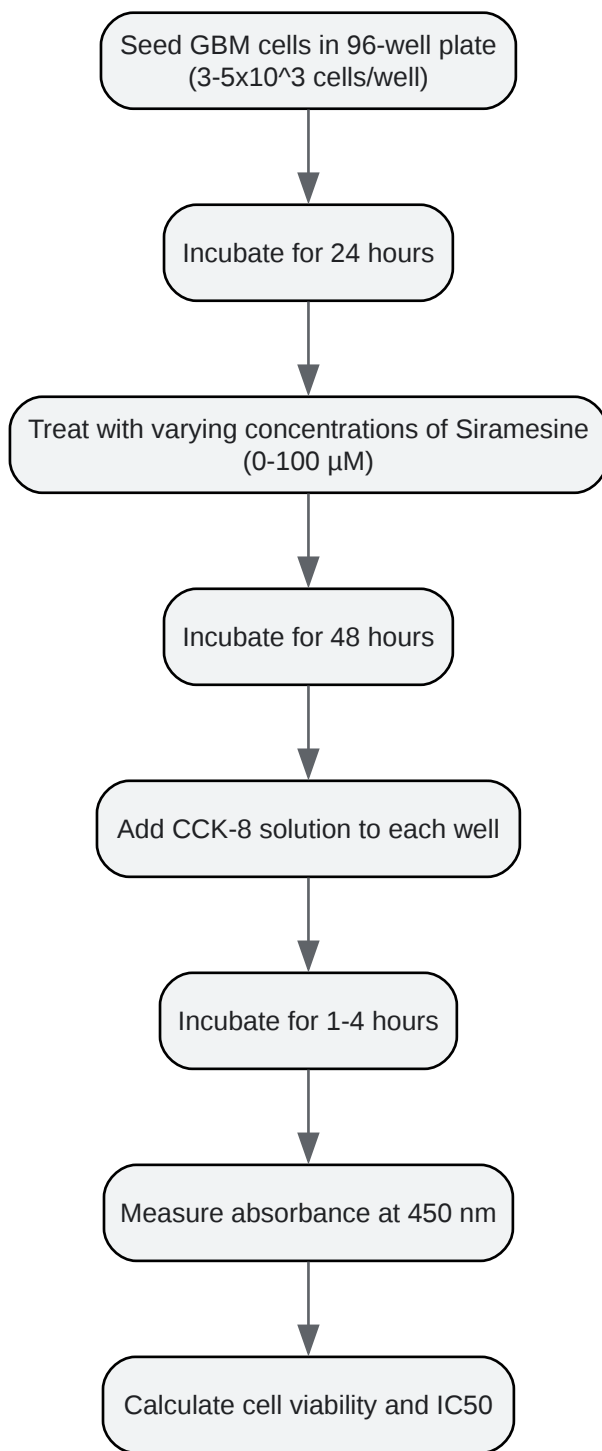 Seed GBM cells in 96-well plate
(3-5x10^3 cells/well)
Incubate for 24 hours
Treat with varying concentrations of Siramesine
(0-100 µM)
Incubate for 48 hours
Add CCK-8 solution to each well
Incubate for 1-4 hours
Measure absorbance at 450 nm
Calculate cell viability and IC50